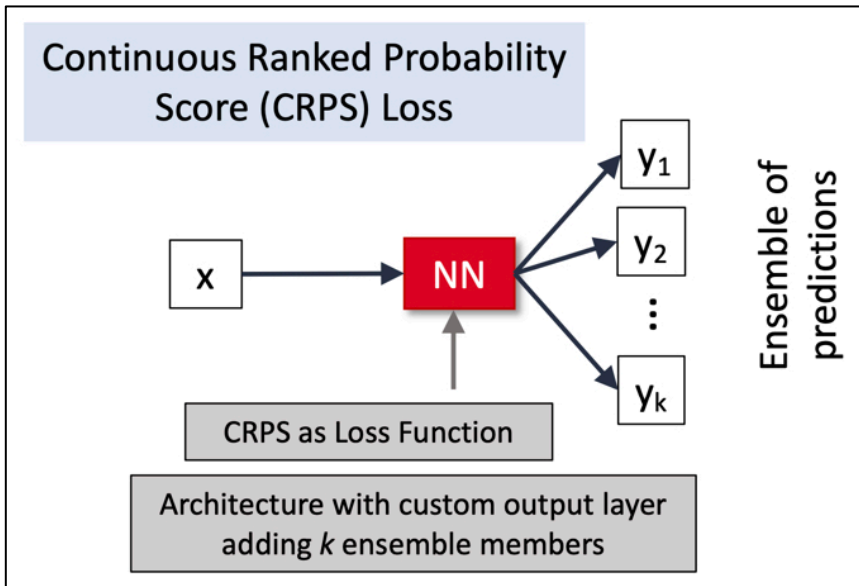 Continuous Ranked Probability
Score (CRPS) Loss
x
NN
y₁
y₂
⋮
yₖ
Ensemble of
predictions
CRPS as Loss Function
Architecture with custom output layer
adding k ensemble members